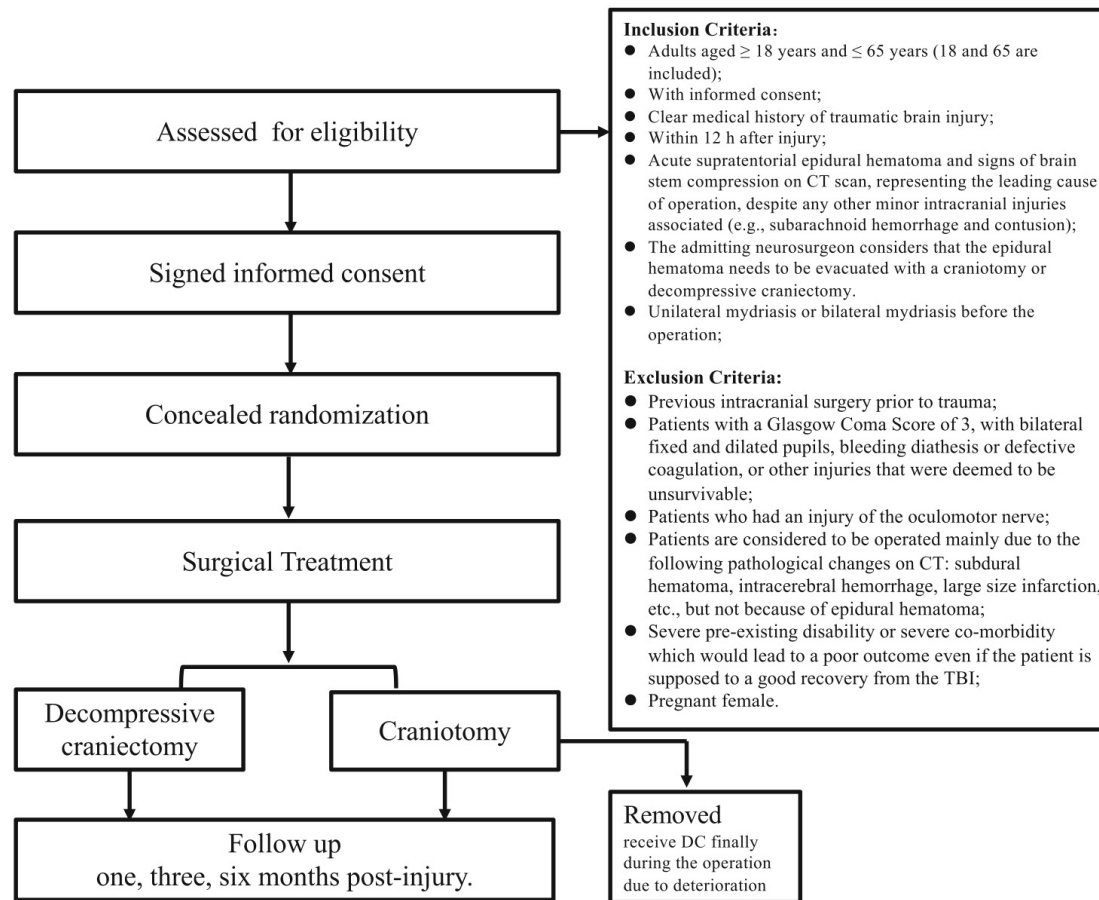 Assessed for eligibility
Signed informed consent
Concealed randomization
Surgical Treatment
Decompressive
craniectomy
Craniotomy
Follow up
one, three, six months post-injury.
Removed
receive DC finally
during the operation
due to deterioration
Inclusion Criteria:
● Adults aged ≥ 18 years and ≤ 65 years (18 and 65 are
included);
● With informed consent;
● Clear medical history of traumatic brain injury;
● Within 12 h after injury;
● Acute supratentorial epidural hematoma and signs of brain
stem compression on CT scan, representing the leading cause
of operation, despite any other minor intracranial injuries
associated (e.g., subarachnoid hemorrhage and contusion);
● The admitting neurosurgeon considers that the epidural
hematoma needs to be evacuated with a craniotomy or
decompressive craniectomy.
● Unilateral mydriasis or bilateral mydriasis before the
operation;
Exclusion Criteria:
● Previous intracranial surgery prior to trauma;
● Patients with a Glasgow Coma Score of 3, with bilateral
fixed and dilated pupils, bleeding diathesis or defective
coagulation, or other injuries that were deemed to be
unsurvivable;
● Patients who had an injury of the oculomotor nerve;
● Patients are considered to be operated mainly due to the
following pathological changes on CT: subdural
hematoma, intracerebral hemorrhage, large size infarction,
etc., but not because of epidural hematoma;
● Severe pre-existing disability or severe co-morbidity
which would lead to a poor outcome even if the patient is
supposed to a good recovery from the TBI;
● Pregnant female.